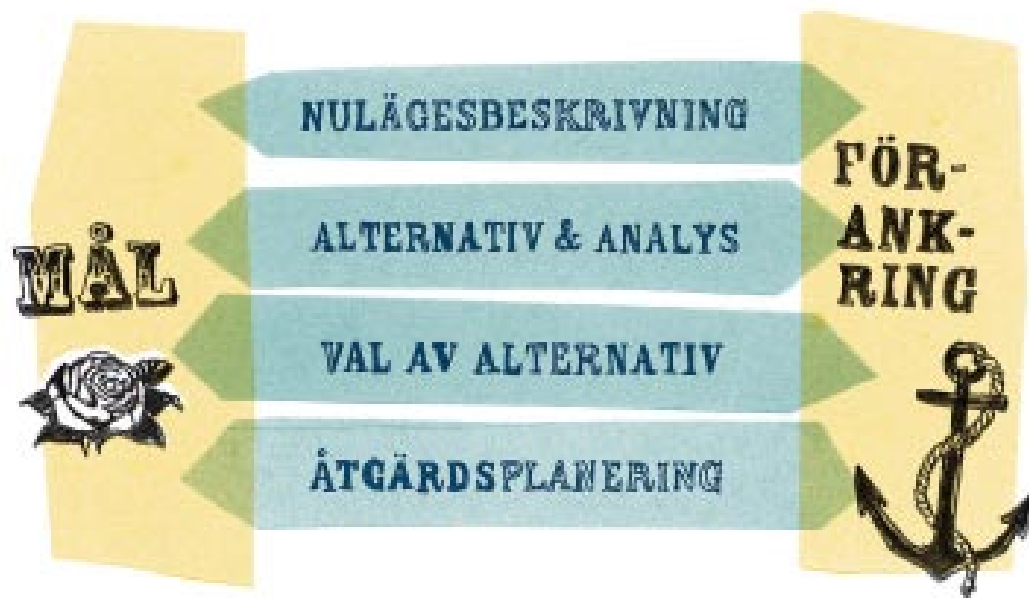 MÅL
NULÄGESBESKRIVNING
ALTERNATIV & ANALYS
VAL AV ALTERNATIV
ÅTGÄRDSPLANERING
FÖR-
ANK-
RING